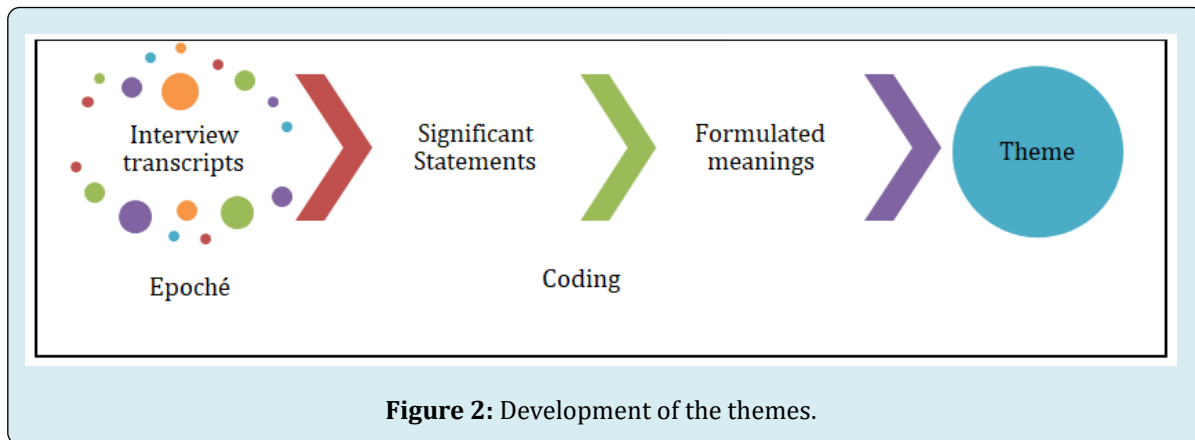 Interview
transcripts
Significant
Statements
Formulated
meanings
Theme
Epoché
Coding
Figure 2: Development of the themes.